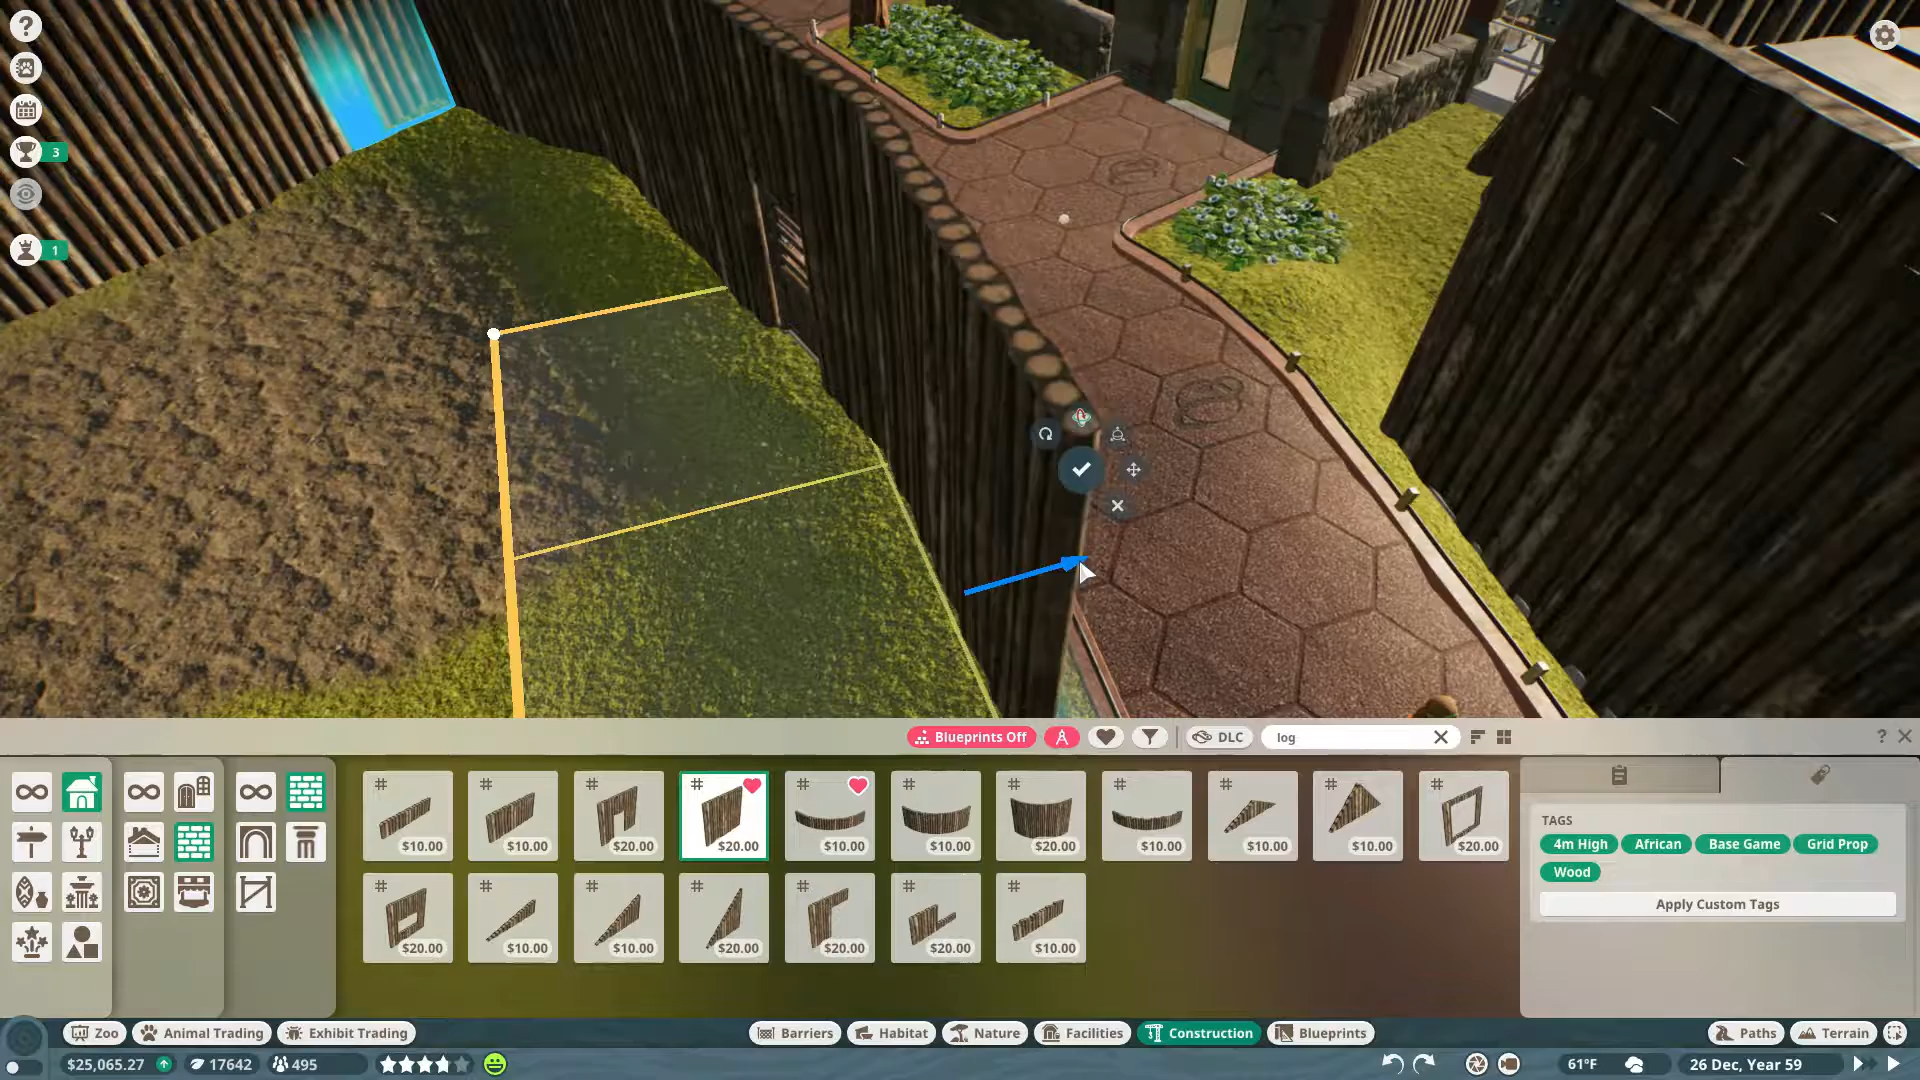 ?
3
1
Blueprints Off
DLC
log
?
# $10.00
# $10.00
# $20.00
# $20.00
# $10.00
# $10.00
# $20.00
# $10.00
# $10.00
# $10.00
# $20.00
# $20.00
# $10.00
# $10.00
# $20.00
# $20.00
# $20.00
# $10.00
TAGS
4m High African Base Game Grid Prop
Wood
Apply Custom Tags
Zoo Animal Trading Exhibit Trading Barriers Habitat Nature Facilities Construction Blueprints Paths Terrain
$25,065.27 17642 495 61°F 26 Dec, Year 59